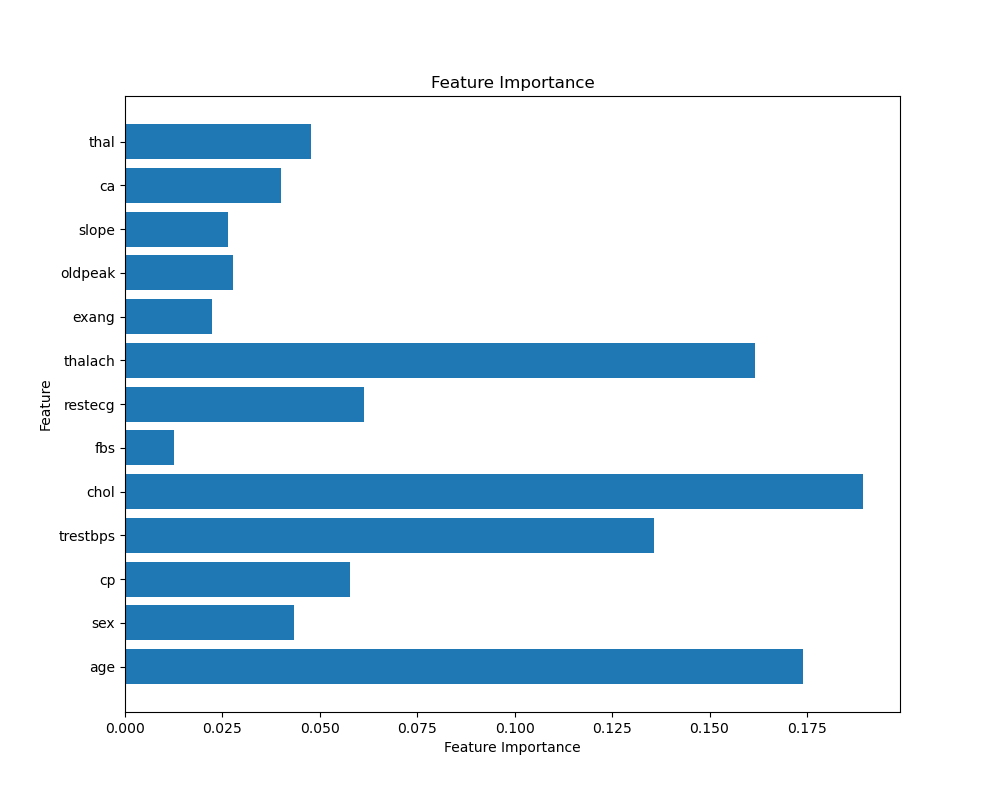 Feature Importance
thal
ca
slope
oldpeak
exang
thalach
restecg
fbs
chol
trestbps
cp
sex
age
Feature
0.000 0.025 0.050 0.075 0.100 0.125 0.150 0.175
Feature Importance